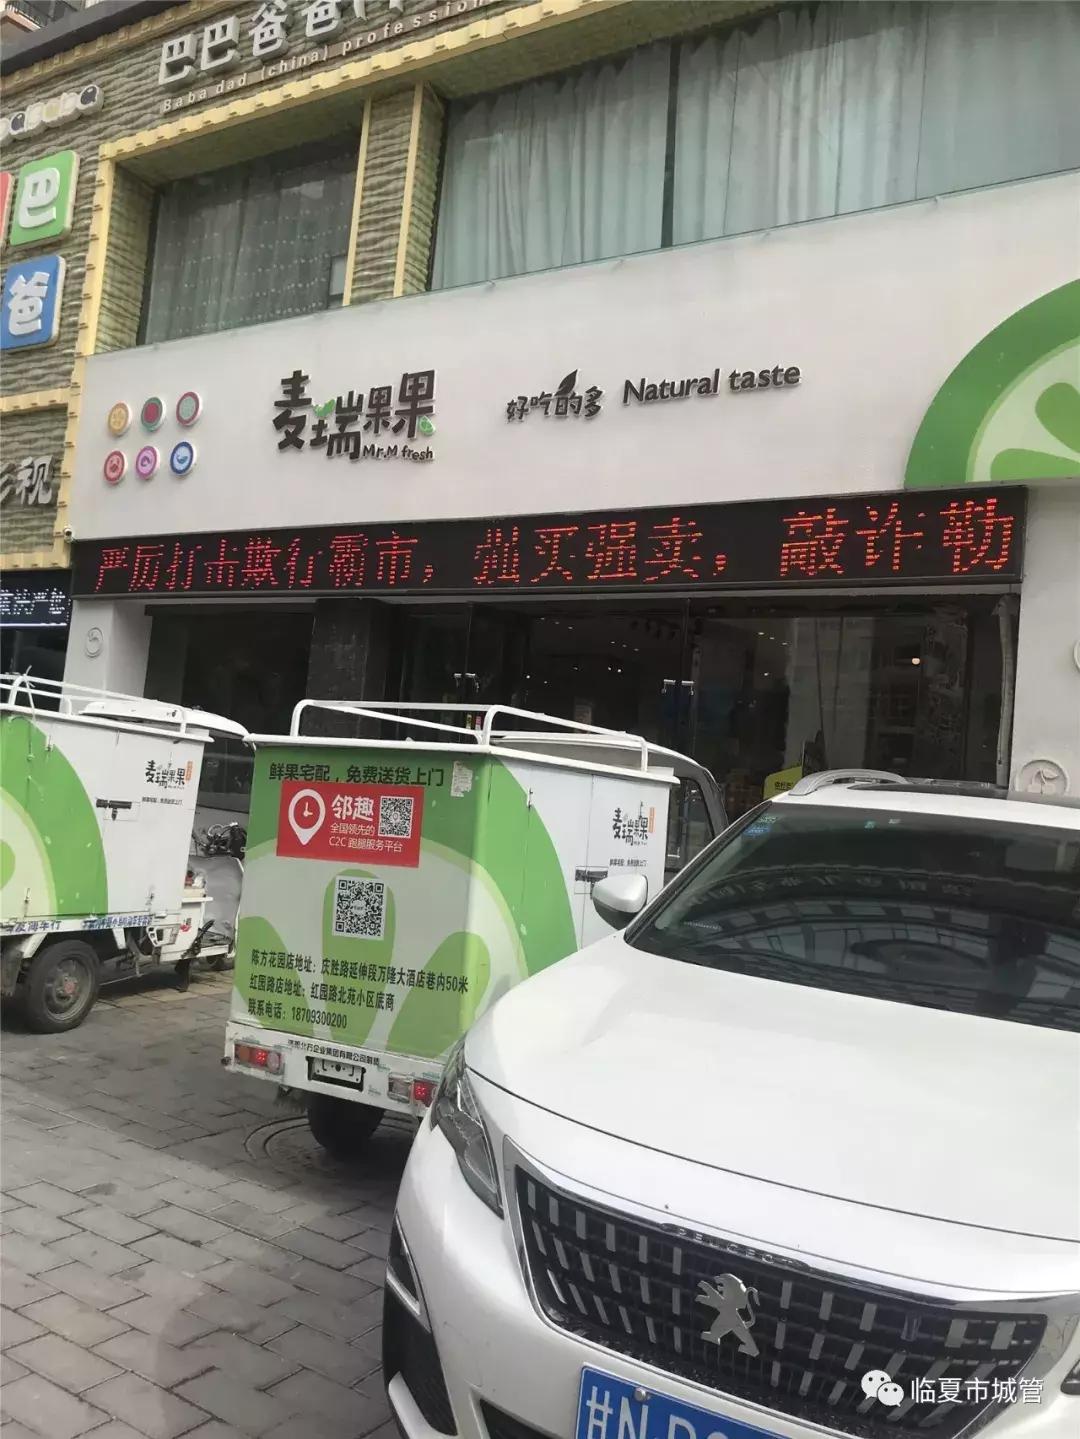 巴巴爸爸
Baba dad (china) profession
巴
爸
视
麦瑞果果
Mr.M fresh
好吃的多
Natural taste
严厉打击欺行霸市，强买强卖，敲诈勒
麦瑞果果
鲜果宅配，免费送货上门
邻趣
全国领先的
C2C 跑腿服务平台
麦瑞果果
陈方花园店地址：庆胜路延伸段万隆大酒店巷内50米
红园路店地址：红园路北苑小区底商
联系电话：18709300200
PEUGEOT
甘N
临夏市城管